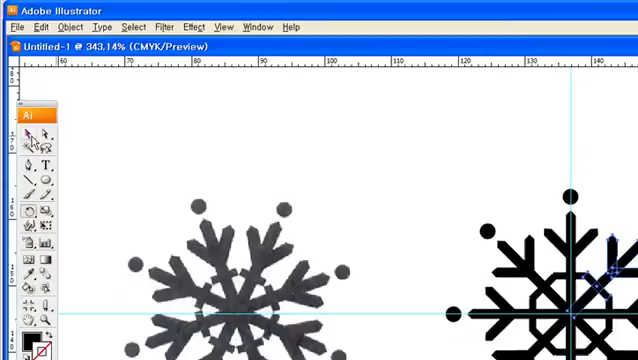 Adobe Illustrator
File Edit Object Type Select Filter Effect View Window Help
Untitled-1 @ 343.14% (CMYK/Preview)
60 70 80 90 100 110 120 130 140
Ai
T